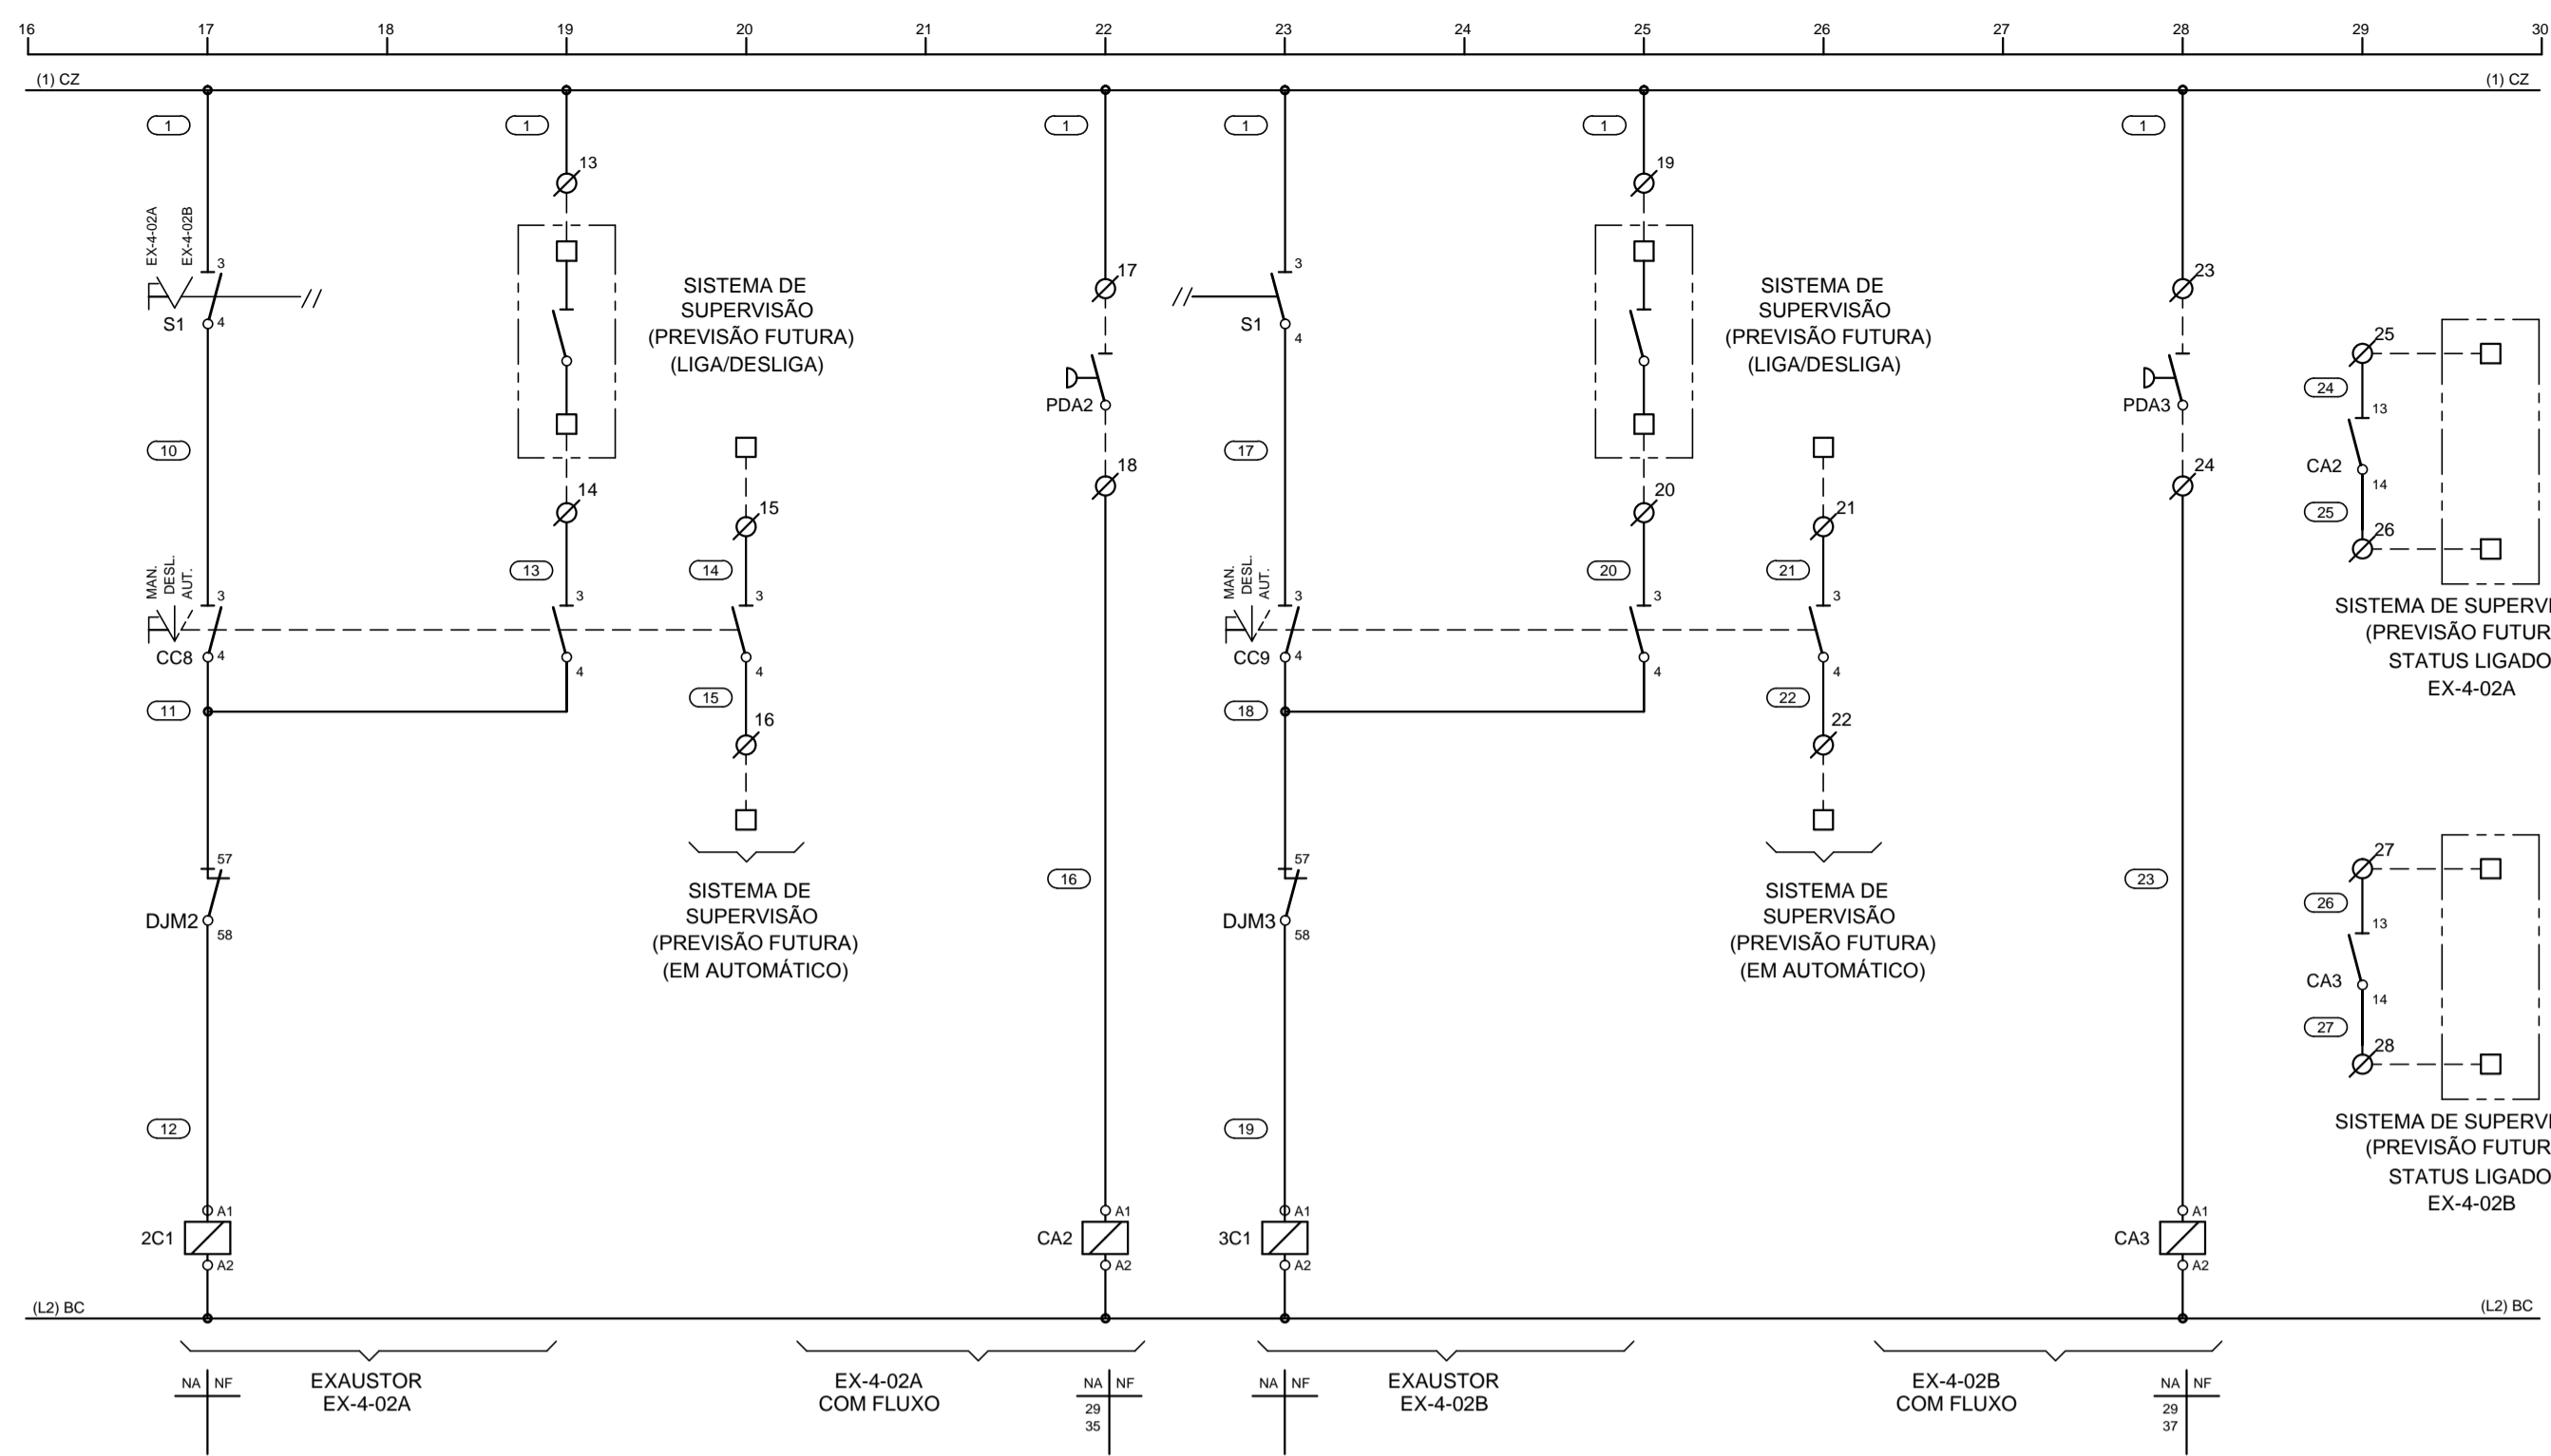 16 17 18 19 20 21 22 23 24 25 26 27 28 29 30
(1) CZ (1) CZ
1 1 1 1 1 1
13 19
EX-4-02A
EX-4-02B
3 3
S1 4
S1 4
SISTEMA DE
SUPERVISÃO
(PREVISÃO FUTURA)
(LIGA/DESLIGA)
17
PDA2
18
SISTEMA DE
SUPERVISÃO
(PREVISÃO FUTURA)
(LIGA/DESLIGA)
23
PDA3
24
25
24
13
CA2
14
25
26
SISTEMA DE
(PREVISÃO
STATUS LIGADO
EX-4-02A
10
14
15
17
20
21
MAN.
DESL.
AUT.
3
CC8 4
13
3
4
14
3
4
15
16
11
MAN.
DESL.
AUT.
3
CC9 4
20
3
4
21
3
4
22
22
18
57
DJM2
58
SISTEMA DE
SUPERVISÃO
(PREVISÃO FUTURA)
(EM AUTOMÁTICO)
16
57
DJM3
58
SISTEMA DE
SUPERVISÃO
(PREVISÃO FUTURA)
(EM AUTOMÁTICO)
23
27
26
13
CA3
14
27
28
SISTEMA DE
(PREVISÃO
STATUS LIGADO
EX-4-02B
12
19
A1
2C1
A2
A1
CA2
A2
A1
3C1
A2
A1
CA3
A2
(L2) BC (L2) BC
NA NF
EXAUSTOR
EX-4-02A
EX-4-02A
COM FLUXO
NA NF
29
35
NA NF
EXAUSTOR
EX-4-02B
EX-4-02B
COM FLUXO
NA NF
29
37